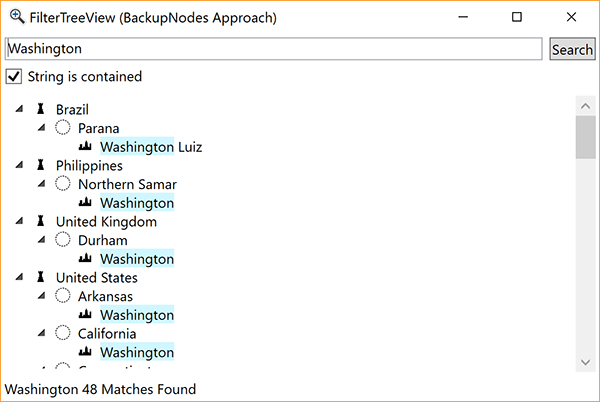 FilterTreeView (BackupNodes Approach)
Washington Search
String is contained
Brazil
Parana
Washington Luiz
Philippines
Northern Samar
Washington
United Kingdom
Durham
Washington
United States
Arkansas
Washington
California
Washington
Washington 48 Matches Found